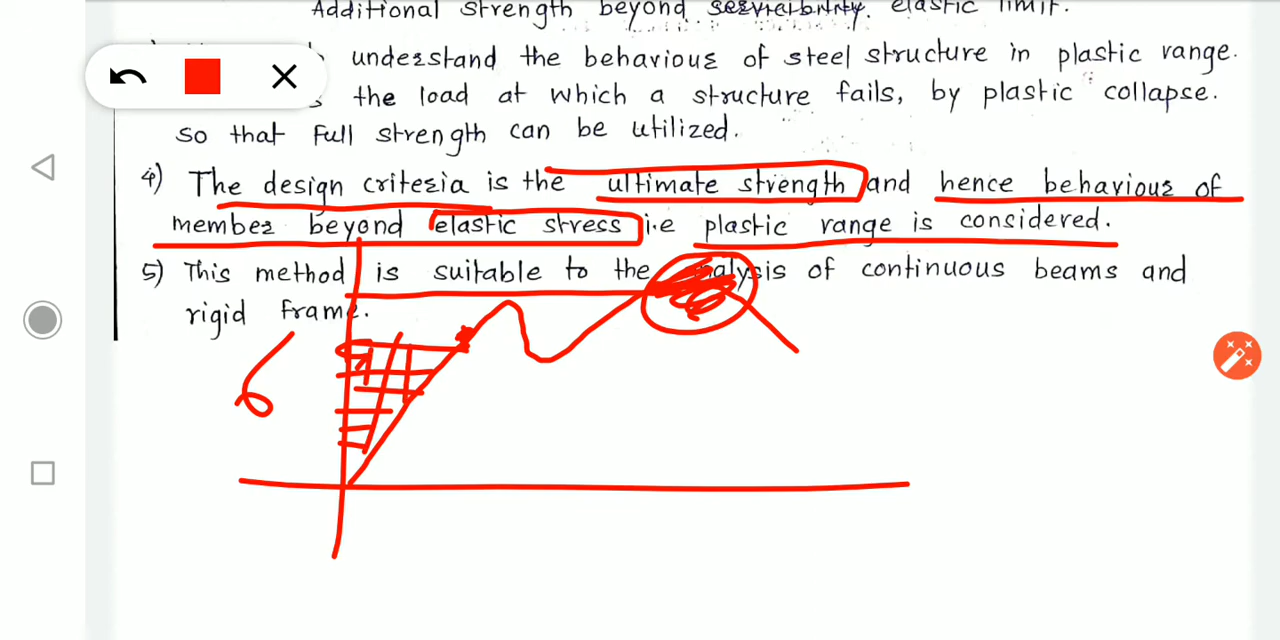 Additional strength beyond serviceability. elastic limit.
understand the behaviour of steel structure in plastic range.
the load at which a structure fails, by plastic collapse.
so that full strength can be utilized.
4) The design criteria is the ultimate strength and hence behaviour of
member beyond elastic stress i.e plastic range is considered.
5) This method is suitable to the analysis of continuous beams and
rigid frame.